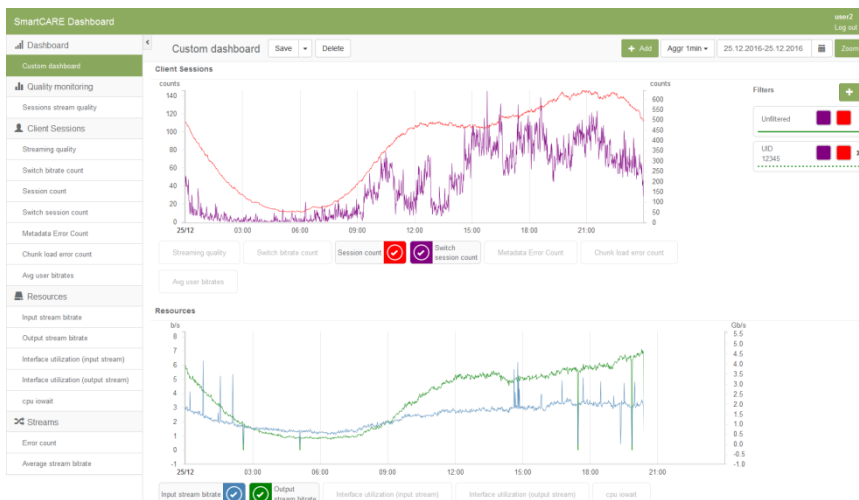 SmartCARE Dashboard
user2
Log out
Dashboard
Custom dashboard
Quality monitoring
Sessions stream quality
Client Sessions
Streaming quality
Switch bitrate count
Session count
Switch session count
Metadata Error Count
Chunk load error count
Avg user bitrates
Resources
Input stream bitrate
Output stream bitrate
Interface utilization (input stream)
Interface utilization (output stream)
cpu iowait
Streams
Error count
Average stream bitrate
Custom dashboard Save Delete
+ Add Aggr 1min 25.12.2016-25.12.2016 Zoom
Client Sessions
counts
140
120
100
80
60
40
20
0
25/12 03:00 06:00 09:00 12:00 15:00 18:00 21:00
counts
600
550
500
450
400
350
300
250
200
150
100
50
0
Filters
+
Unfiltered
UID
12345
x
Streaming quality Switch bitrate count Session count Switch
session count Metadata Error Count Chunk load error count
Avg user bitrates
Resources
b/s
8
7
6
5
4
3
2
1
0
-1
25/12 03:00 06:00 09:00 12:00 15:00 18:00 21:00
Gb/s
5.5
5.0
4.5
4.0
3.5
3.0
2.5
2.0
1.5
1.0
0.5
0.0
-0.5
-1.0
Input stream bitrate Output
stream bitrate Interface utilization (input stream) Interface utilization (output stream) cpu iowait